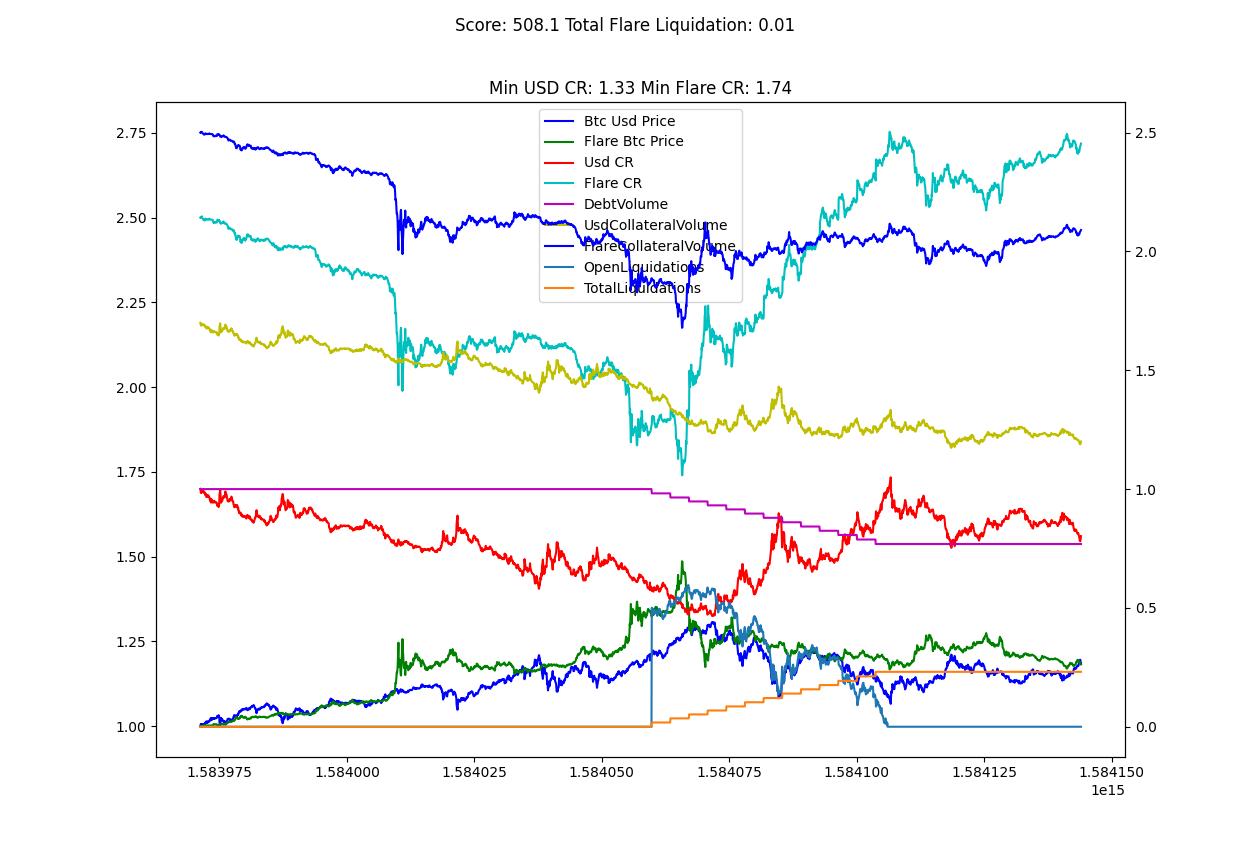 Score: 508.1 Total Flare Liquidation: 0.01
Min USD CR: 1.33 Min Flare CR: 1.74
Btc Usd Price
Flare Btc Price
Usd CR
Flare CR
DebtVolume
UsdCollateralVolume
FlareCollateralVolume
OpenLiquidations
TotalLiquidations
2.75
2.50
2.25
2.00
1.75
1.50
1.25
1.00
2.5
2.0
1.5
1.0
0.5
0.0
1.583975
1.584000
1.584025
1.584050
1.584075
1.584100
1.584125
1.584150
1e15